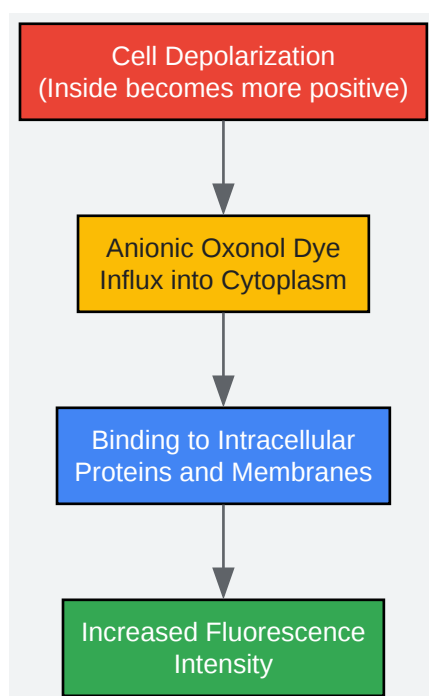 Cell Depolarization
(Inside becomes more positive)
Anionic Oxonol Dye
Influx into Cytoplasm
Binding to Intracellular
Proteins and Membranes
Increased Fluorescence
Intensity